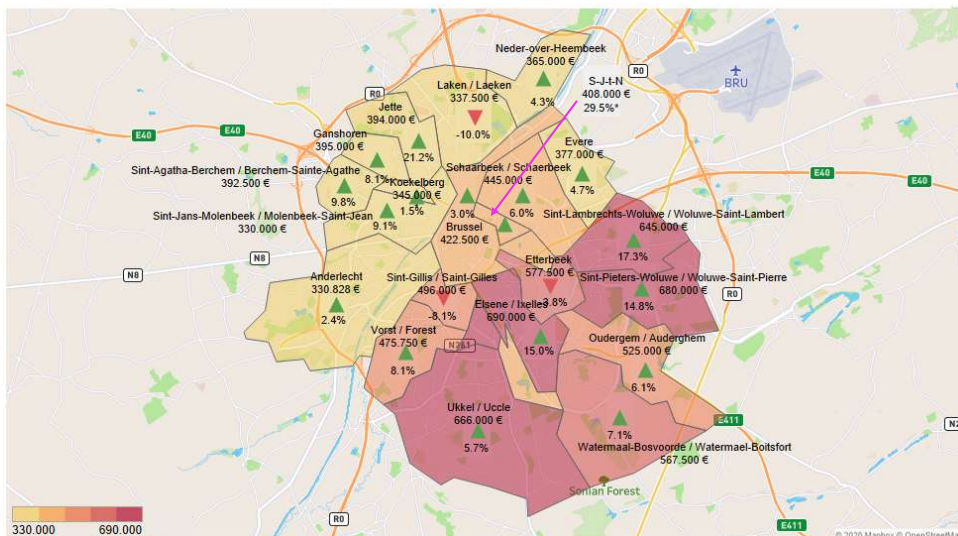 Neder-over-Heembeek
365.000 €
4.3%
BRU
R0
S-J-t-N
408.000 €
29.5%*
Laken / Laeken
337.500 €
-10.0%
R0
R0
Jette
394.000 €
21.2%
E40
E40
Ganshoren
395.000 €
8.1%
Evere
377.000 €
4.7%
Sint-Agatha-Berchem / Berchem-Sainte-Agathe
392.500 €
9.8%
Schaarbeek / Schaerbeek
445.000 €
6.0%
E40
E40
Koekelberg
345.000 €
1.5%
Sint-Jans-Molenbeek / Molenbeek-Saint-Jean
330.000 €
9.1%
3.0%
Brussel
422.500 €
Sint-Lambrechts-Woluwe / Woluwe-Saint-Lambert
645.000 €
17.3%
N8
N8
Etterbeek
577.500 €
-3.8%
Anderlecht
330.828 €
2.4%
Sint-Gillis / Saint-Gilles
496.000 €
-8.1%
Sint-Pieters-Woluwe / Woluwe-Saint-Pierre
680.000 €
14.8%
R0
Elsene / Ixelles
690.000 €
15.0%
Vorst / Forest
475.750 €
8.1%
N261
Oudergem / Auderghem
525.000 €
6.1%
Ukkel / Uccle
666.000 €
5.7%
E411
7.1%
Watermaal-Bosvoorde / Watermael-Boitsfort
567.500 €
Sonian Forest
330.000 690.000
R0
E411
© 2020 Mapbox © OpenStreetMa